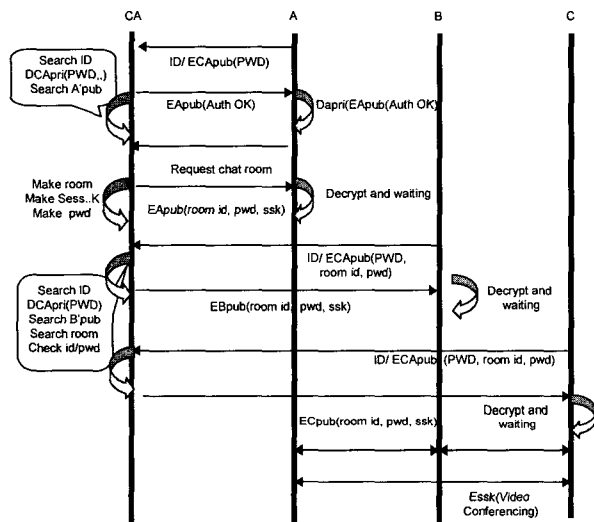 CA A B C
ID/ ECApub(PWD)
Search ID
DCApri(PWD,,)
Search A'pub
EApub(Auth OK)
Dapri(EApub(Auth OK)
Request chat room
Make room
Make Sess..K
Make pwd
EApub(room id, pwd, ssk)
Decrypt and waiting
ID/ ECApub(PWD,
room id, pwd)
Search ID
DCApri(PWD)
Search B'pub
Search room
Check id/pwd
EBpub(room id, pwd, ssk)
Decrypt and
waiting
ID/ ECApub (PWD, room id, pwd)
ECpub(room id, pwd, ssk)
Decrypt and
waiting
Essk(Video
Conferencing)